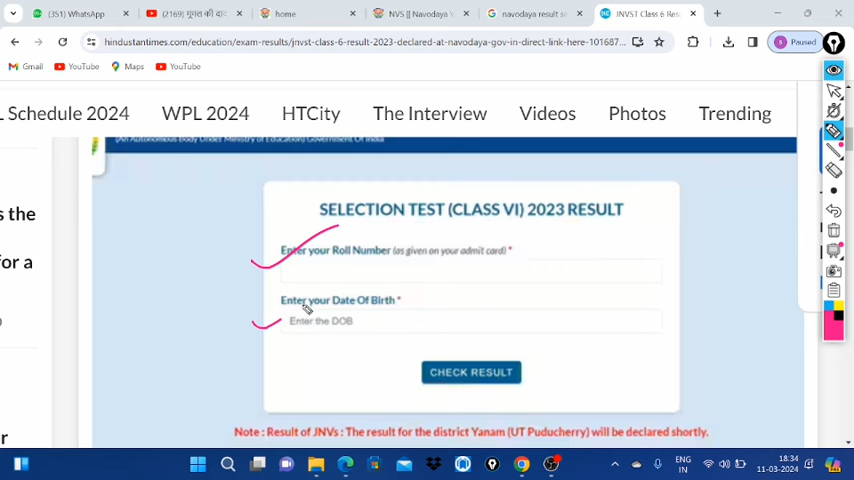 (351) WhatsApp
(2169) गूगल की दाद
home
NVS || Navodaya V
navodaya result s
JNVST Class 6 Res
hindustantimes.com/education/exam-results/jnvst-class-6-result-2023-declared-at-navodaya-gov-in-direct-link-here-101687...
S
Paused
Gmail
YouTube
Maps
YouTube
Schedule 2024
WPL 2024
HTCity
The Interview
Videos
Photos
Trending
(An Autonomous Body Under Ministry of Education) Government Of India
s the
for a
SELECTION TEST (CLASS VI) 2023 RESULT
Enter your Roll Number (as given on your admit card) *
Enter your Date Of Birth *
Enter the DOB
CHECK RESULT
Note : Result of JNVs : The result for the district Yanam (UT Puducherry) will be declared shortly.
ENG
IN
18:34
11-03-2024